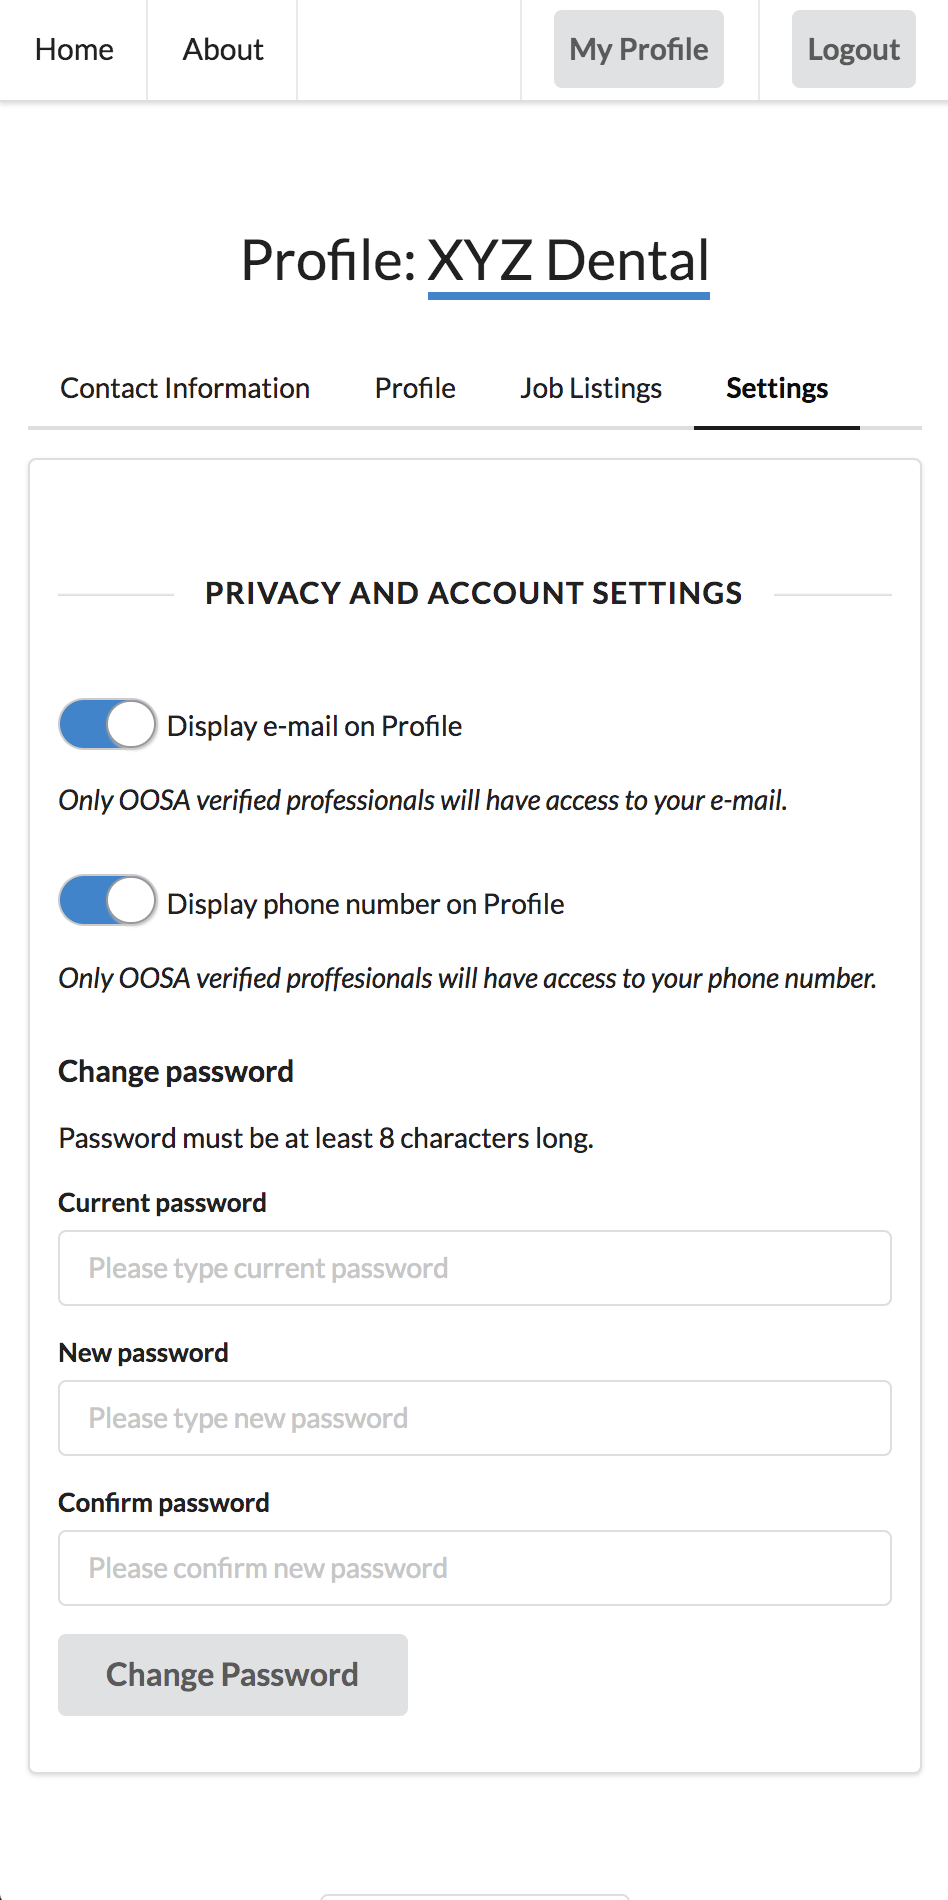 Home About My Profile Logout
Profile: XYZ Dental
Contact Information Profile Job Listings Settings
PRIVACY AND ACCOUNT SETTINGS
Display e-mail on Profile
Only OOSA verified professionals will have access to your e-mail.
Display phone number on Profile
Only OOSA verified proffesionals will have access to your phone number.
Change password
Password must be at least 8 characters long.
Current password
Please type current password
New password
Please type new password
Confirm password
Please confirm new password
Change Password